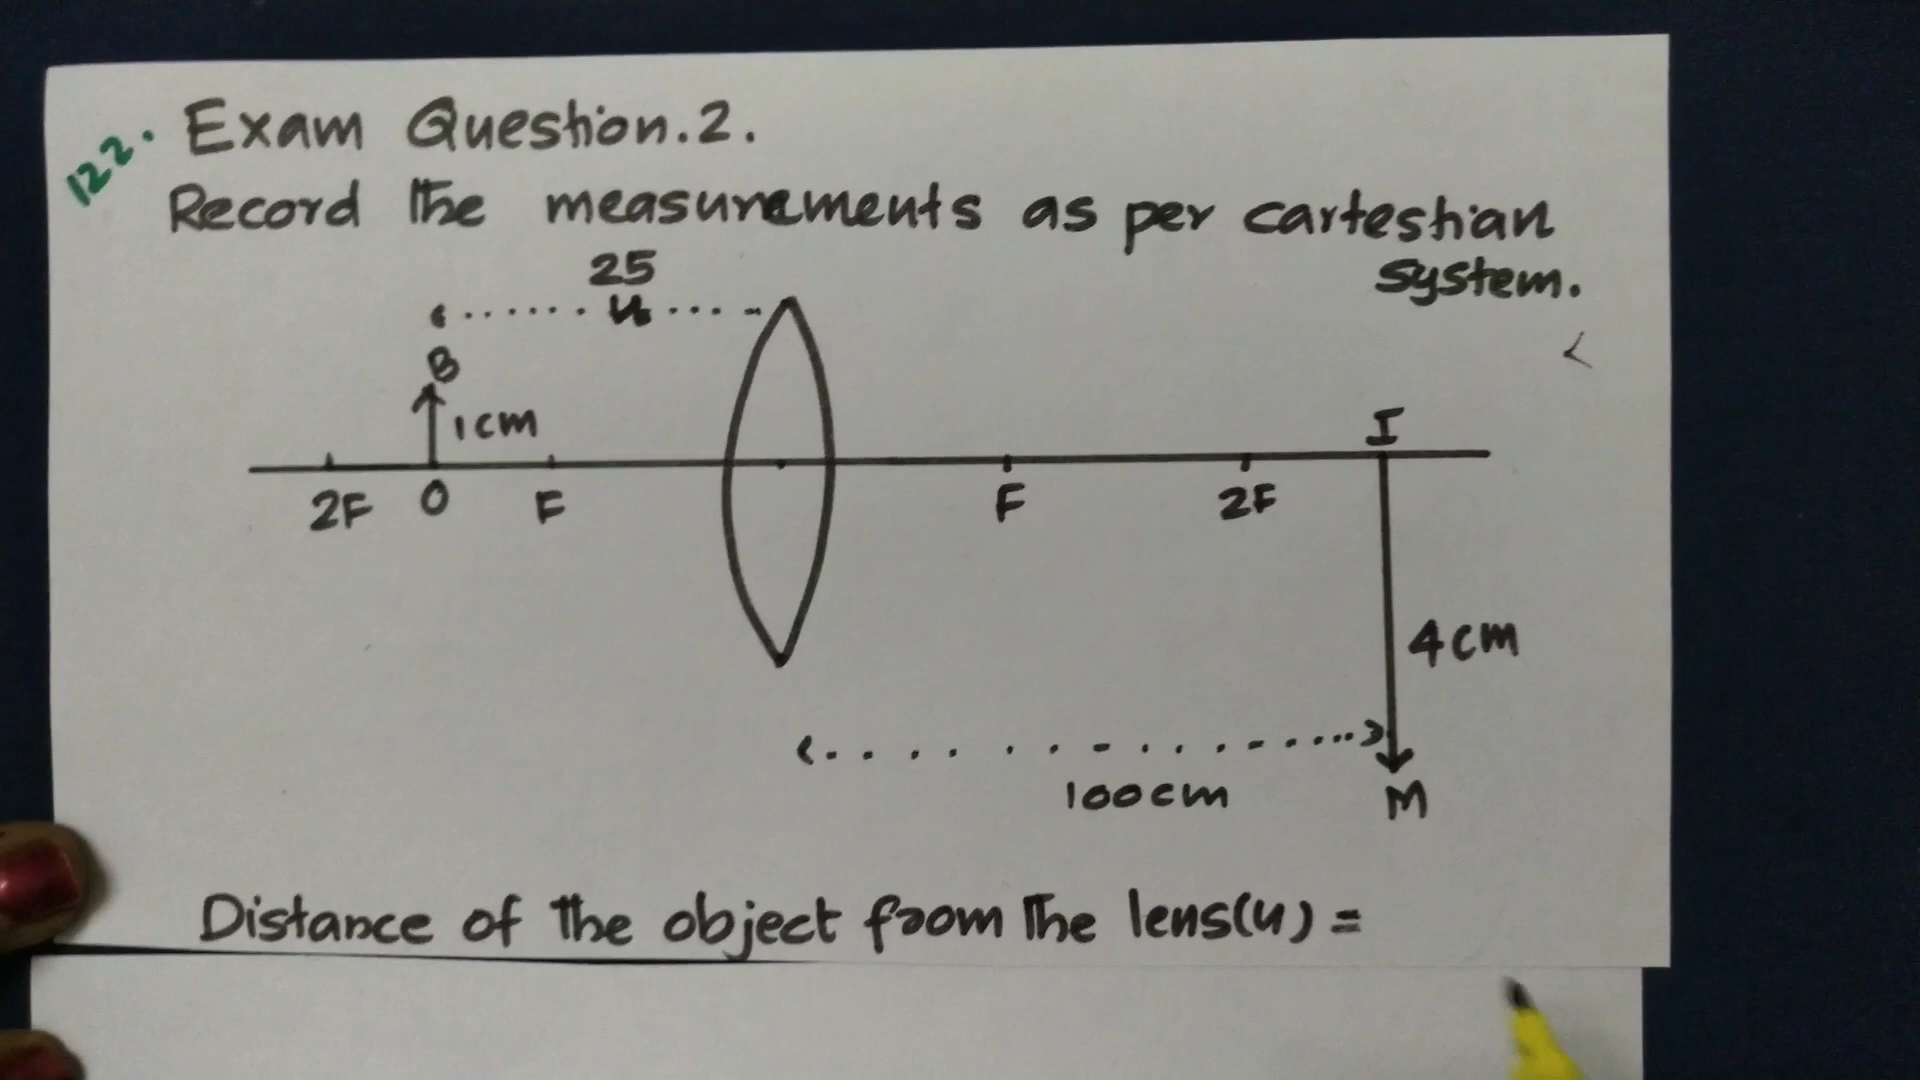 122. Exam Question.2.
Record the measurements as per cartestian
system.
25
u
B
1cm
I
2F O F F 2F
4cm
100cm
M
Distance of the object from the lens(u) =